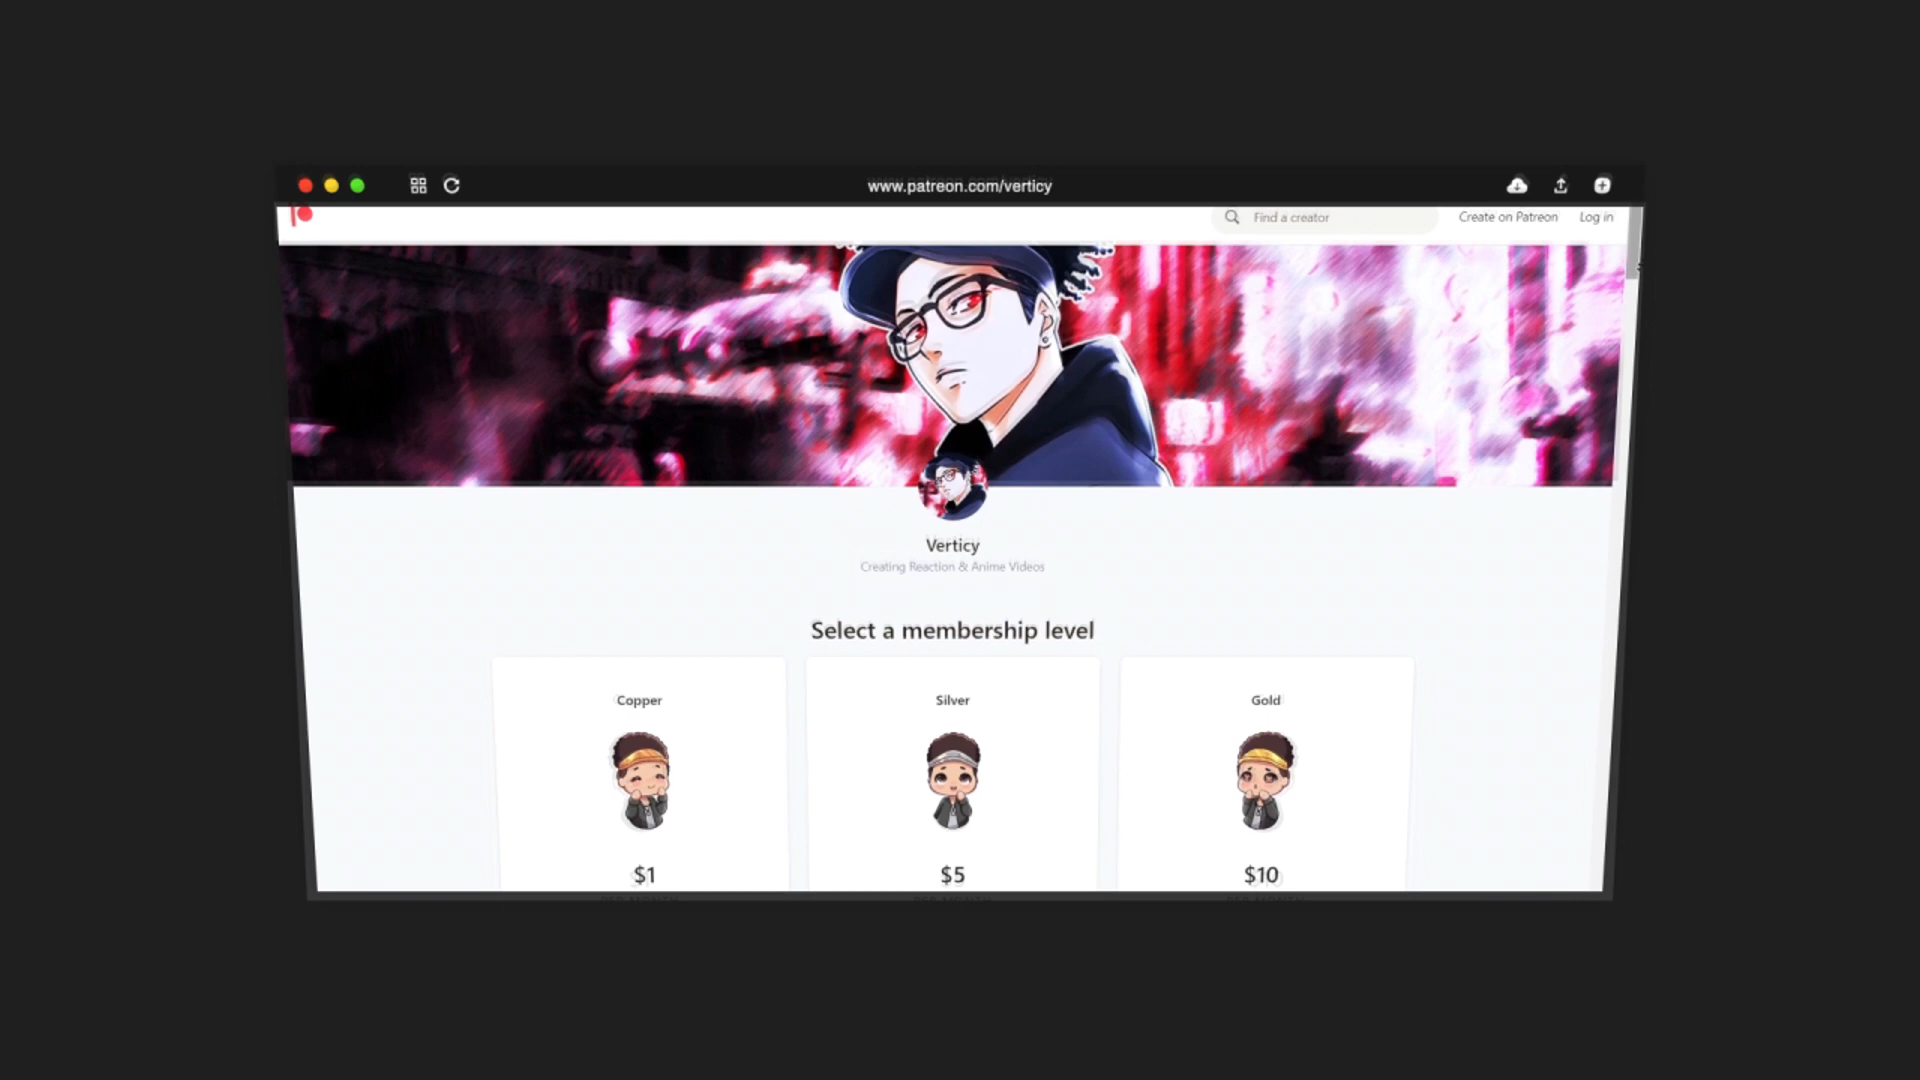 www.patreon.com/verticy
Find a creator
Create on Patreon
Log in
Verticy
Creating Reaction & Anime Videos
Select a membership level
Copper
Silver
Gold
$1
$5
$10